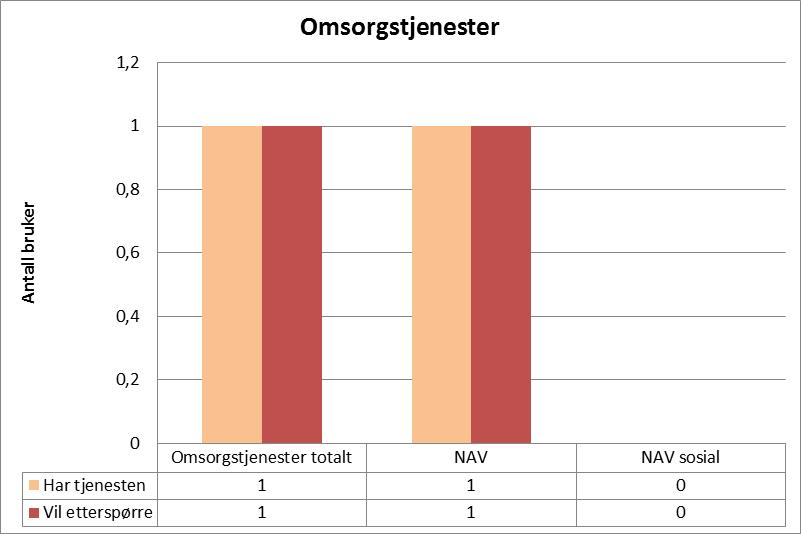 Omsorgstjenester
1,2
1
0,8
0,6
0,4
0,2
0
Antall bruker
Omsorgstjenester totalt NAV NAV sosial
Har tjenesten 1 1 0
Vil etterspørre 1 1 0